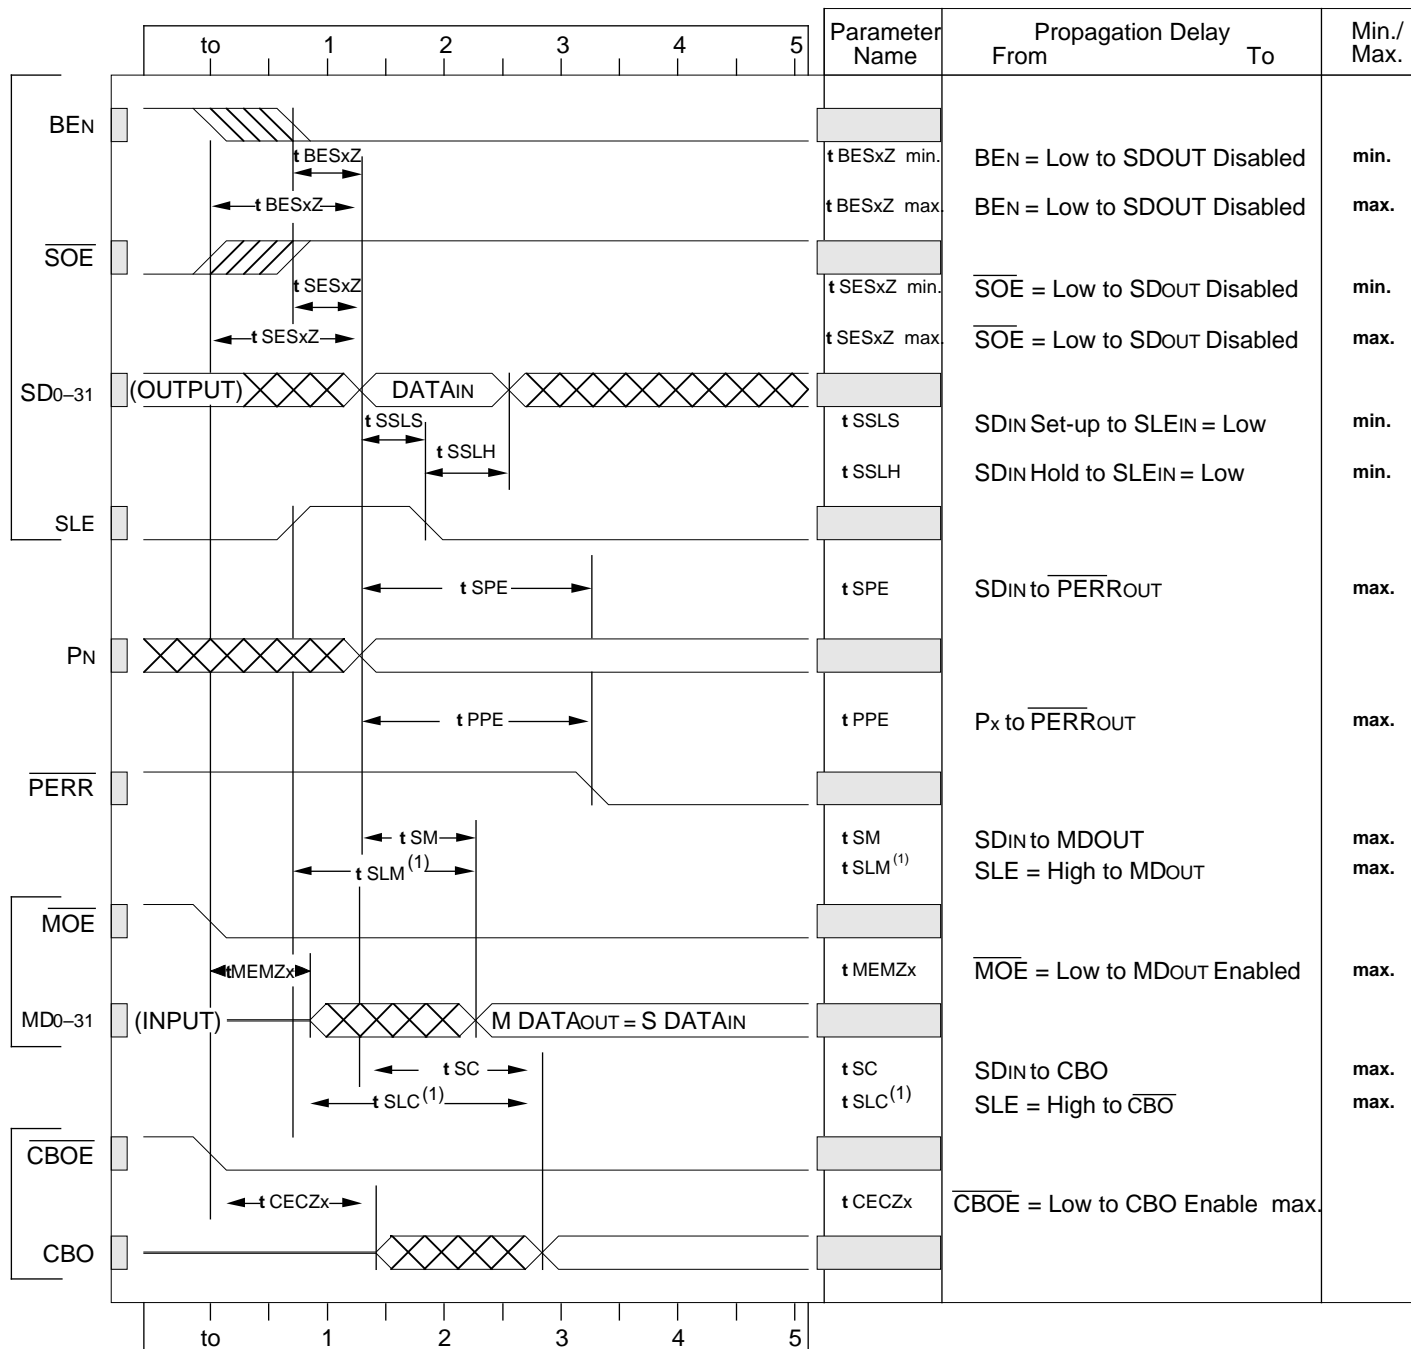 to 1 2 3 4 5 Parameter Name Propagation Delay From To Min./ Max.
BEN
t BESxZ t BESxZ min. BEN = Low to SDOUT Disabled min.
t BESxZ t BESxZ max. BEN = Low to SDOUT Disabled max.
SOE
t SESxZ t SESxZ min. SOE = Low to SDOUT Disabled min.
t SESxZ t SESxZ max. SOE = Low to SDOUT Disabled max.
SD0–31 (OUTPUT) DATAIN
t SSLS t SSLS SDIN Set-up to SLEIN = Low min.
t SSLH t SSLH SDIN Hold to SLEIN = Low min.
SLE
t SPE t SPE SDIN to PERROUT max.
PN
t PPE t PPE Px to PERROUT max.
PERR
t SM t SM SDIN to MDOUT max.
t SLM (1) t SLM (1) SLE = High to MDOUT max.
MOE
tMEMZx t MEMZx MOE = Low to MDOUT Enabled max.
MD0–31 (INPUT) M DATAOUT = S DATAIN
t SC t SC SDIN to CBO max.
t SLC (1) t SLC (1) SLE = High to CBO max.
CBOE
t CECZx t CECZx CBOE = Low to CBO Enable max.
CBO
to 1 2 3 4 5